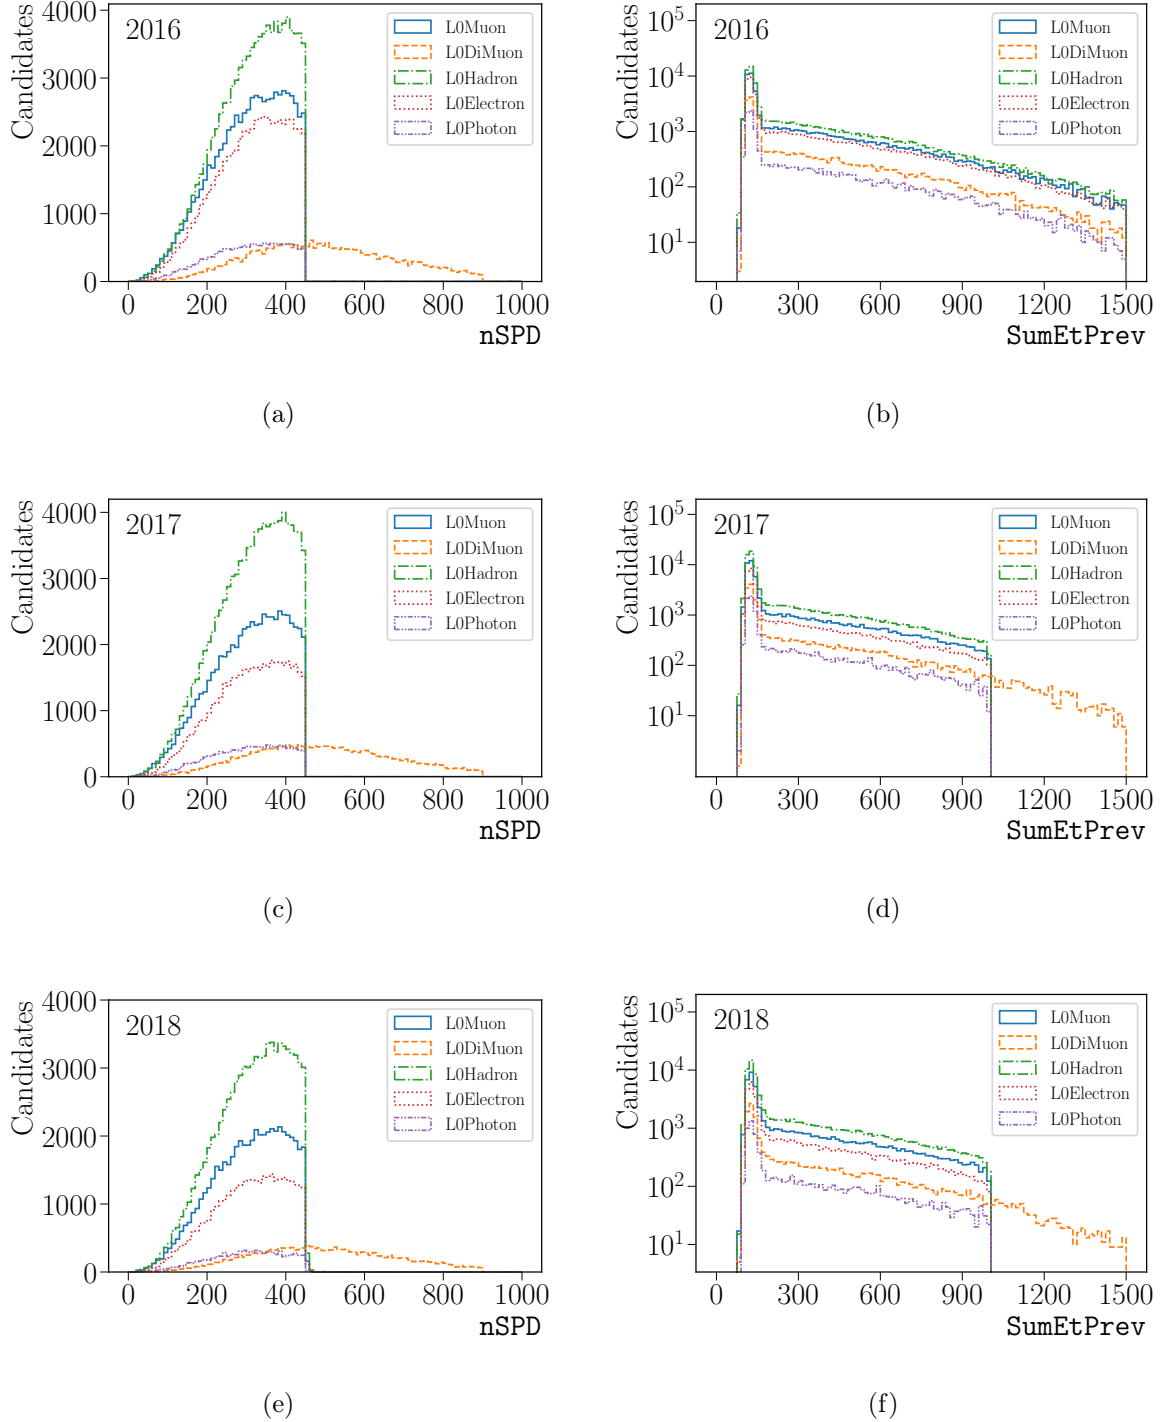 Candidates
4000
3000
2000
1000
0
2016
L0Muon
L0DiMuon
L0Hadron
L0Electron
L0Photon
0 200 400 600 800 1000
nSPD
(a)
Candidates
10^5
10^4
10^3
10^2
10^1
2016
L0Muon
L0DiMuon
L0Hadron
L0Electron
L0Photon
0 300 600 900 1200 1500
SumEtPrev
(b)
Candidates
4000
3000
2000
1000
0
2017
L0Muon
L0DiMuon
L0Hadron
L0Electron
L0Photon
0 200 400 600 800 1000
nSPD
(c)
Candidates
10^5
10^4
10^3
10^2
10^1
2017
L0Muon
L0DiMuon
L0Hadron
L0Electron
L0Photon
0 300 600 900 1200 1500
SumEtPrev
(d)
Candidates
4000
3000
2000
1000
0
2018
L0Muon
L0DiMuon
L0Hadron
L0Electron
L0Photon
0 200 400 600 800 1000
nSPD
(e)
Candidates
10^5
10^4
10^3
10^2
10^1
2018
L0Muon
L0DiMuon
L0Hadron
L0Electron
L0Photon
0 300 600 900 1200 1500
SumEtPrev
(f)